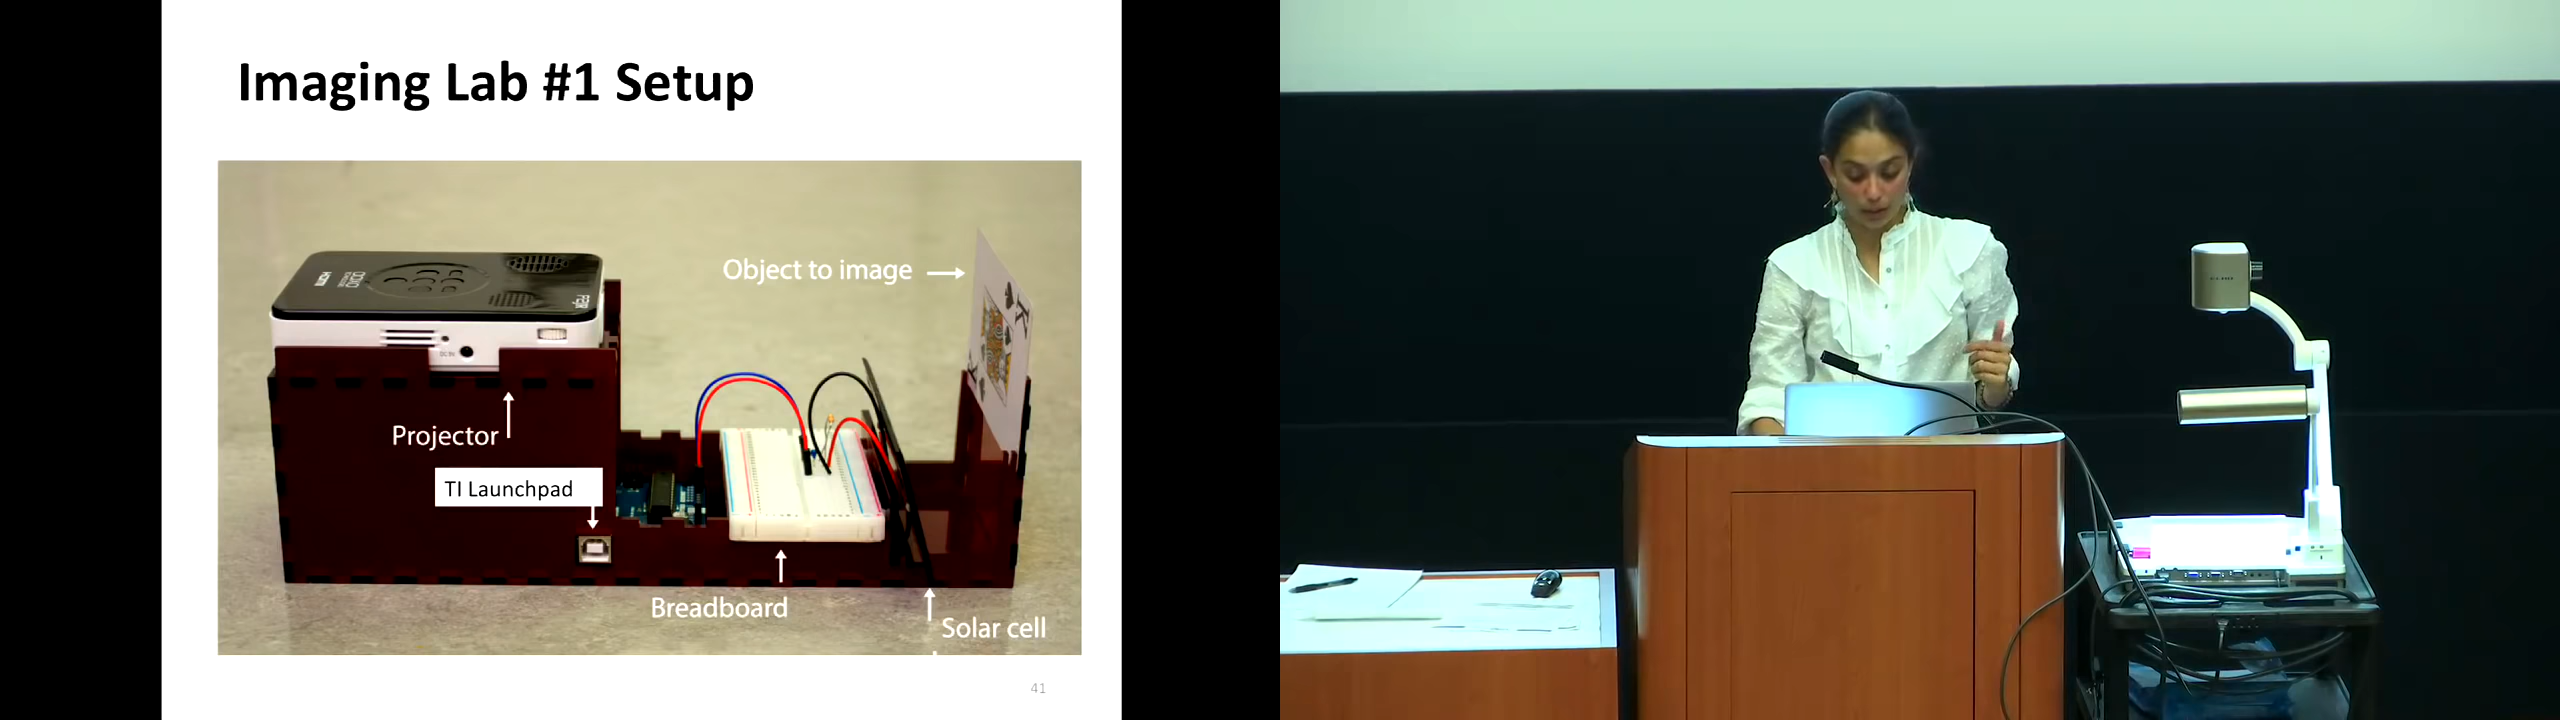 Imaging Lab #1 Setup
Object to image
K
Projector
TI Launchpad
Breadboard
Solar cell
41